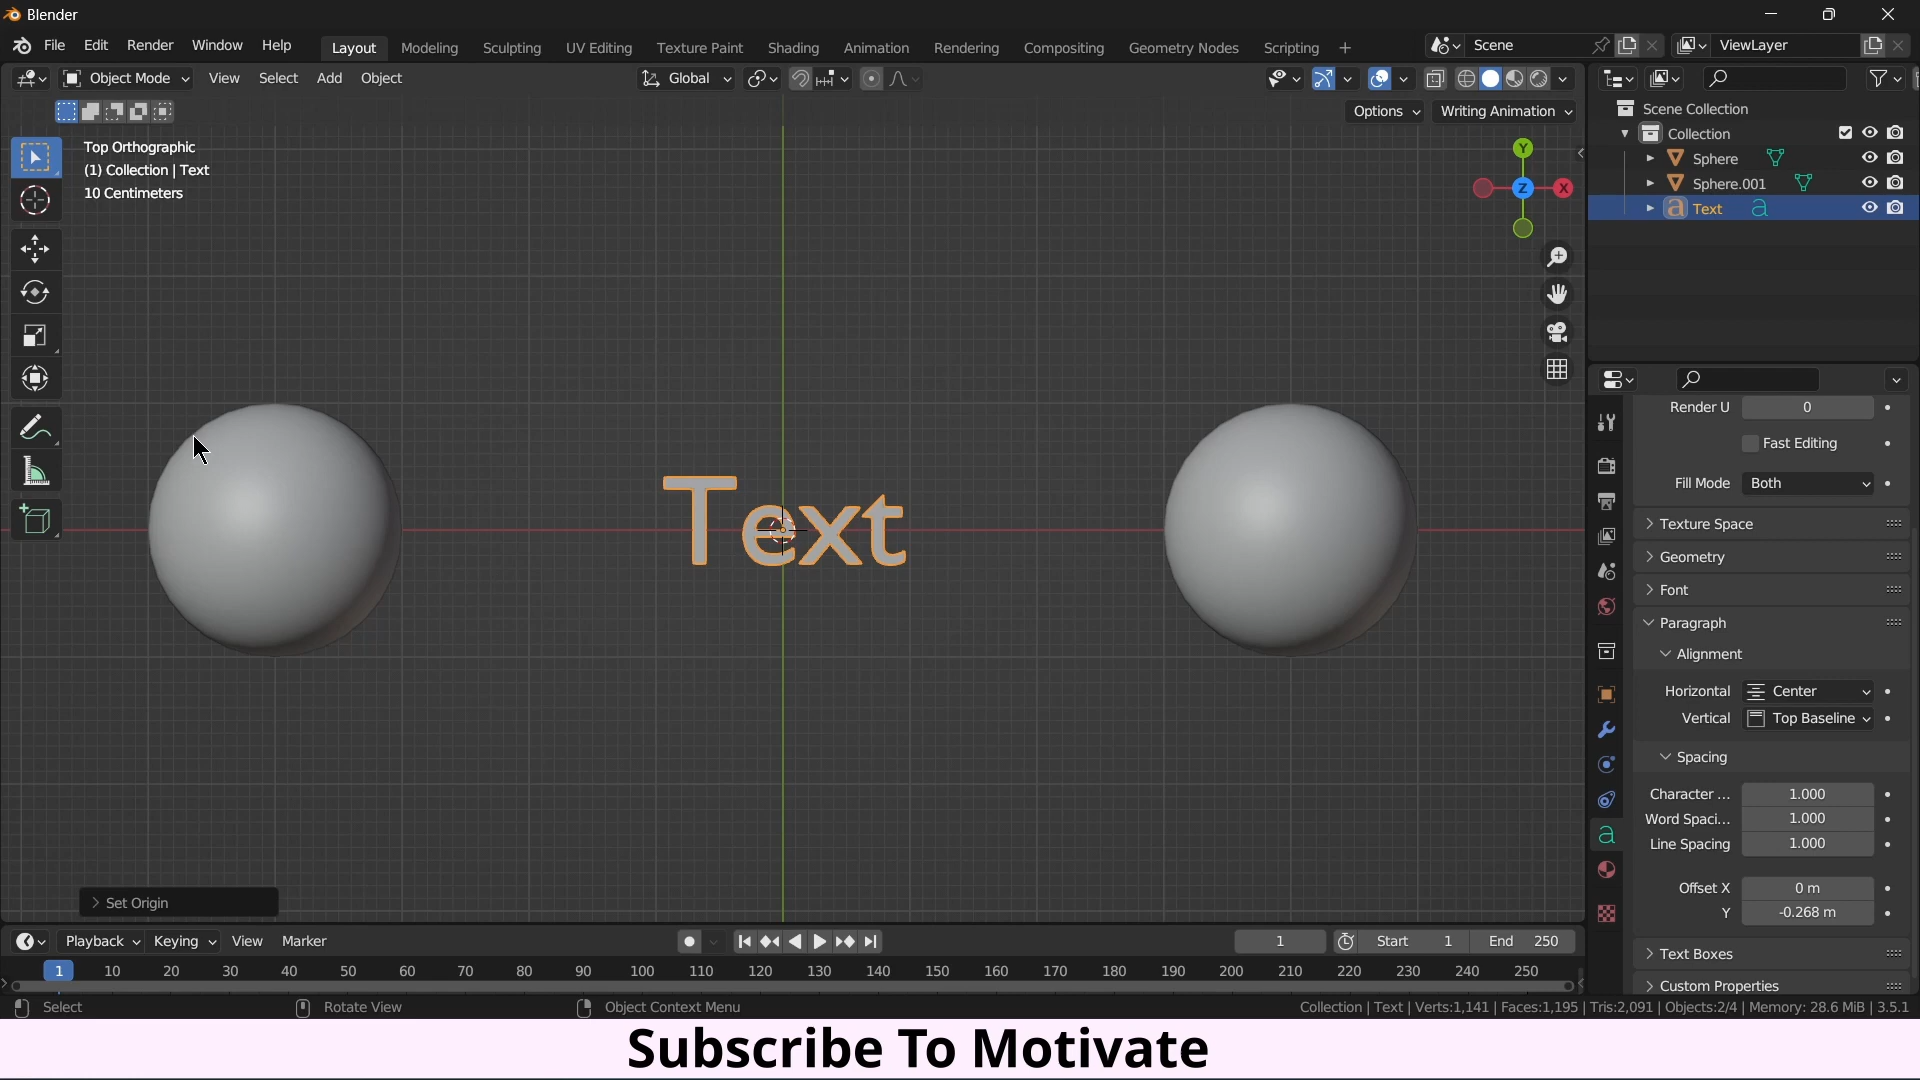 Blender
File Edit Render Window Help Layout Modeling Sculpting UV Editing Texture Paint Shading Animation Rendering Compositing Geometry Nodes Scripting + Scene ViewLayer
Object Mode View Select Add Object Global
Options Writing Animation
Top Orthographic
(1) Collection | Text
10 Centimeters
Y
Z
X
Text
Set Origin
Scene Collection
Collection
Sphere
Sphere.001
Text
Render U 0
Fast Editing
Fill Mode Both
Texture Space
Geometry
Font
Paragraph
Alignment
Horizontal Center
Vertical Top Baseline
Spacing
Character ... 1.000
Word Spaci... 1.000
Line Spacing 1.000
Offset X 0 m
Y -0.268 m
Text Boxes
Custom Properties
Playback Keying View Marker 1 Start 1 End 250
1 10 20 30 40 50 60 70 80 90 100 110 120 130 140 150 160 170 180 190 200 210 220 230 240 250
Select Rotate View Object Context Menu Collection | Text | Verts:1,141 | Faces:1,195 | Tris:2,091 | Objects:2/4 | Memory: 28.6 MiB | 3.5.1
Subscribe To Motivate